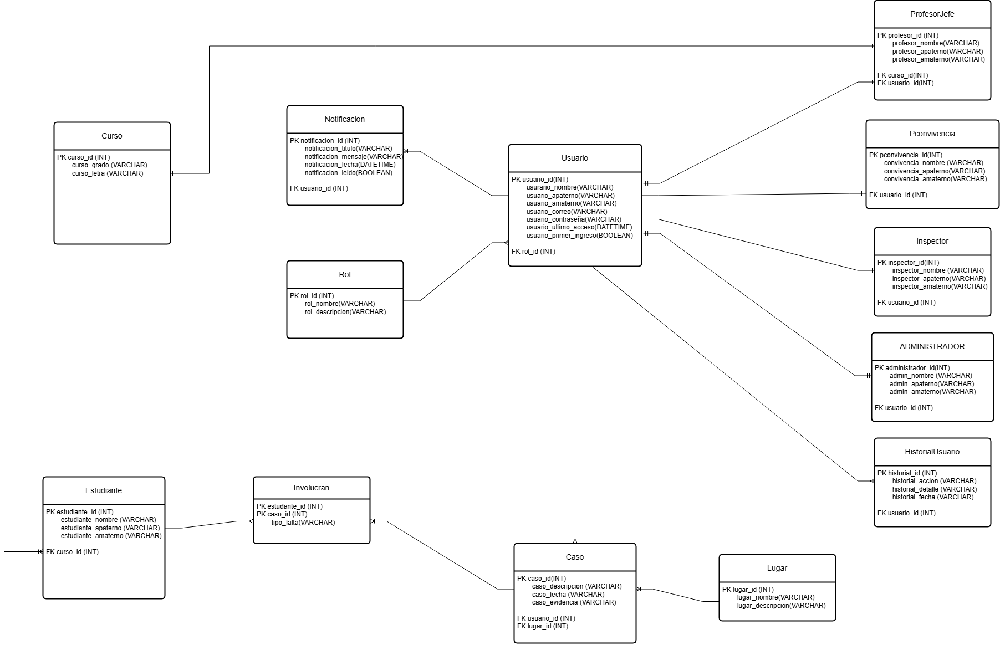 ProfesorJefe
PK profesor_id (INT)
profesor_nombre(VARCHAR)
profesor_apaterno(VARCHAR)
profesor_amaterno(VARCHAR)
FK curso_id(INT)
FK usuario_id(INT)
Notificacion
PK notificacion_id (INT)
notificacion_titulo(VARCHAR)
notificacion_mensaje(VARCHAR)
notificacion_fecha(DATETIME)
notificacion_leido(BOOLEAN)
FK usuario_id (INT)
Curso
PK curso_id (INT)
curso_grado (VARCHAR)
curso_letra (VARCHAR)
Usuario
PK usuario_id(INT)
usurario_nombre(VARCHAR)
usuario_apaterno(VARCHAR)
usuario_amaterno(VARCHAR)
usuario_correo(VARCHAR)
usuario_contraseña(VARCHAR)
usuario_ultimo_acceso(DATETIME)
usuario_primer_ingreso(BOOLEAN)
FK rol_id (INT)
Pconvivencia
PK pconvivencia_id(INT)
convivencia_nombre (VARCHAR)
convivencia_apaterno(VARCHAR)
convivencia_amaterno(VARCHAR)
FK usuario_id (INT)
Rol
PK rol_id (INT)
rol_nombre(VARCHAR)
rol_descripcion(VARCHAR)
Inspector
PK inspector_id(INT)
inspector_nombre (VARCHAR)
inspector_apaterno(VARCHAR)
inspector_amaterno(VARCHAR)
FK usuario_id (INT)
ADMINISTRADOR
PK administrador_id(INT)
admin_nombre (VARCHAR)
admin_apaterno(VARCHAR)
admin_amaterno(VARCHAR)
FK usuario_id (INT)
HistorialUsuario
PK historial_id (INT)
historial_accion (VARCHAR)
historial_detalle (VARCHAR)
historial_fecha (VARCHAR)
FK usuario_id (INT)
Estudiante
PK estudiante_id (INT)
estudiante_nombre (VARCHAR)
estudiante_apaterno (VARCHAR)
estudiante_amaterno (VARCHAR)
FK curso_id (INT)
Involucran
PK estudante_id (INT)
PK caso_id (INT)
tipo_falta(VARCHAR)
Caso
PK caso_id(INT)
caso_descripcion (VARCHAR)
caso_fecha (VARCHAR)
caso_evidencia (VARCHAR)
FK usuario_id (INT)
FK lugar_id (INT)
Lugar
PK lugar_id (INT)
lugar_nombre(VARCHAR)
lugar_descripcion(VARCHAR)